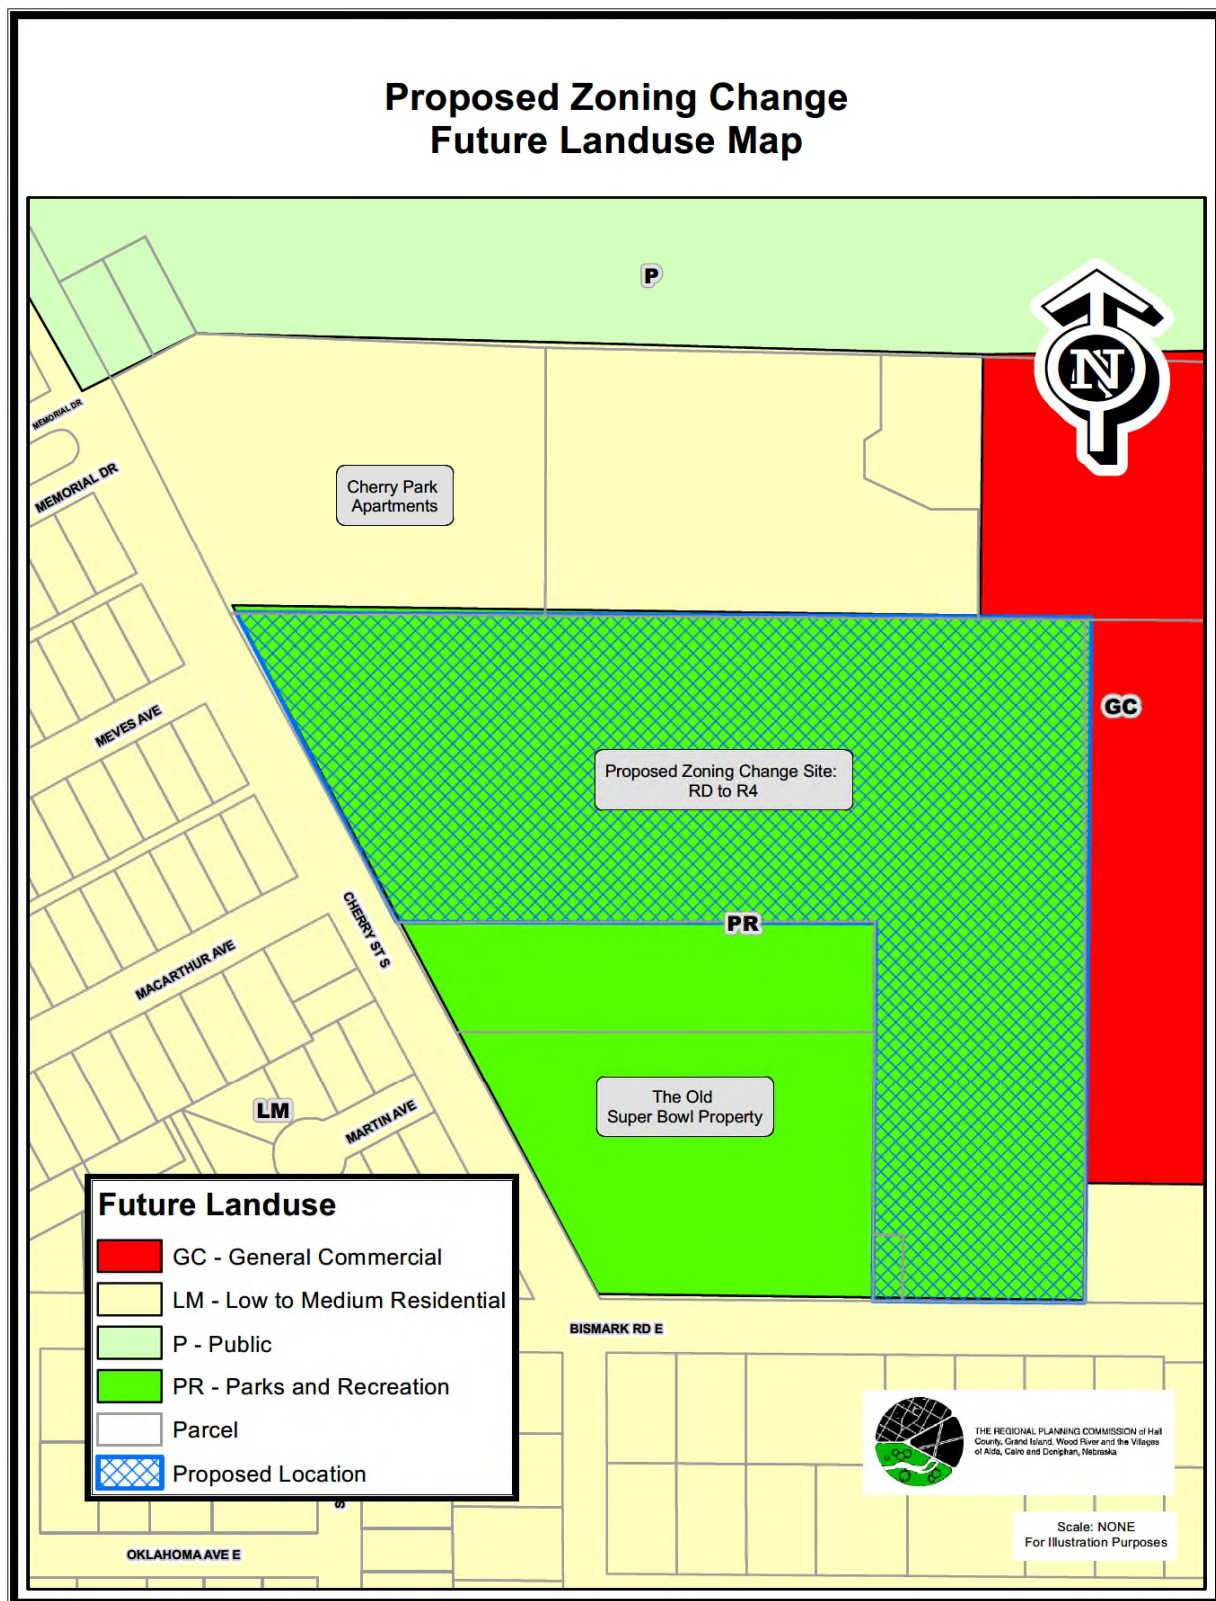 Proposed Zoning Change
Future Landuse Map
P
N
MEMORIAL DR
MEMORIAL DR
Cherry Park
Apartments
MEVES AVE
GC
Proposed Zoning Change Site:
RD to R4
CHERRY ST S
PR
MACARTHUR AVE
The Old
Super Bowl Property
LM
MARTIN AVE
Future Landuse
GC - General Commercial
LM - Low to Medium Residential
P - Public
PR - Parks and Recreation
Parcel
Proposed Location
BISMARK RD E
THE REGIONAL PLANNING COMMISSION of Hall
County, Grand Island, Wood River and the Villages
of Alda, Cairo and Doniphan, Nebraska
S
Scale: NONE
For Illustration Purposes
OKLAHOMA AVE E